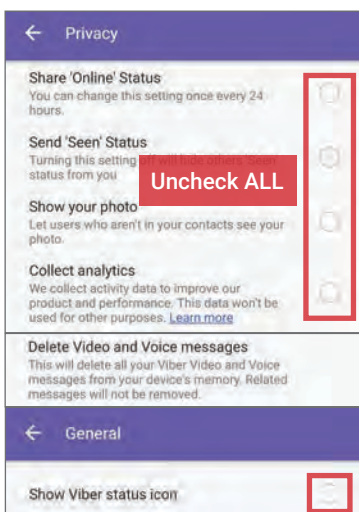 ← Privacy
Share 'Online' Status
You can change this setting once every 24
hours.
Send 'Seen' Status
Turning this setting off will hide others 'Seen'
status from you
Uncheck ALL
Show your photo
Let users who aren't in your contacts see your
photo.
Collect analytics
We collect activity data to improve our
product and performance. This data won't be
used for other purposes. Learn more
Delete Video and Voice messages
This will delete all your Viber Video and Voice
messages from your device's memory. Related
messages will not be removed.
← General
Show Viber status icon